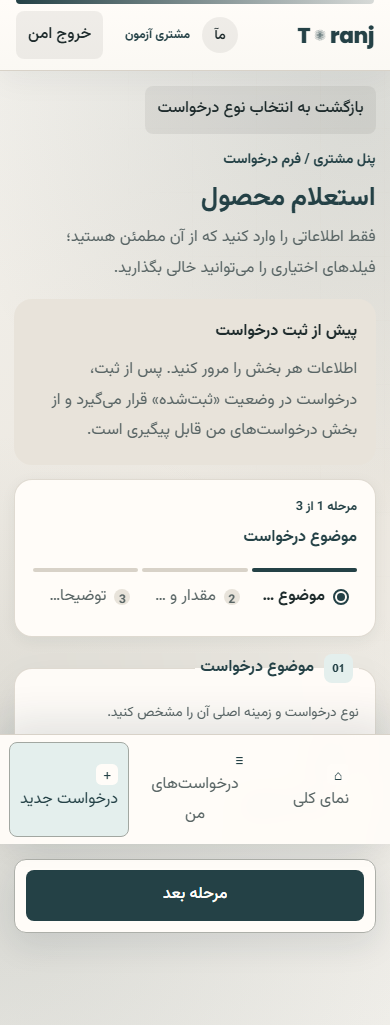 Toranj
مآ
مشتری آزمون
خروج امن
بازگشت به انتخاب نوع درخواست
پنل مشتری / فرم درخواست
استعلام محصول
فقط اطلاعاتی را وارد کنید که از آن مطمئن هستید؛
فیلدهای اختیاری را می‌توانید خالی بگذارید.
پیش از ثبت درخواست
اطلاعات هر بخش را مرور کنید. پس از ثبت،
درخواست در وضعیت «ثبت‌شده» قرار می‌گیرد و از
بخش درخواست‌های من قابل پیگیری است.
مرحله 1 از 3
موضوع درخواست
موضوع ...
2 مقدار و ...
3 توضیحا...
01 موضوع درخواست
نوع درخواست و زمینه اصلی آن را مشخص کنید.
نمای کلی
درخواست‌های
من
+
درخواست جدید
مرحله بعد